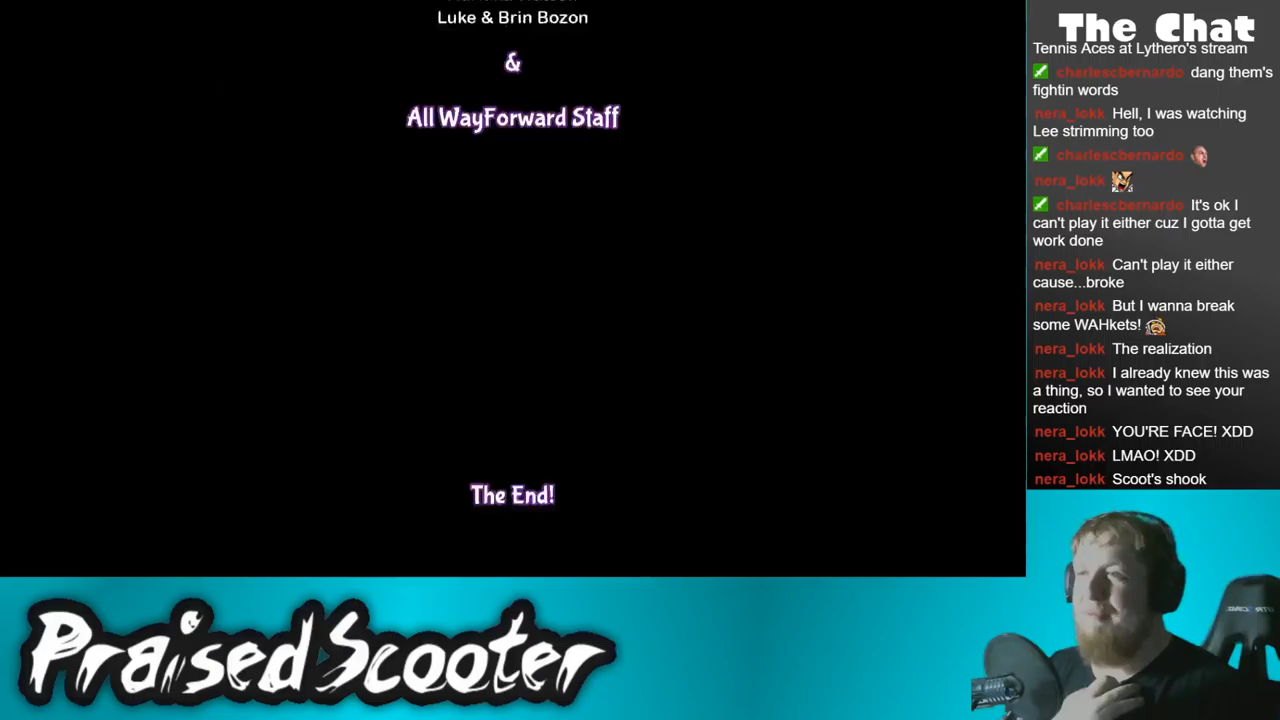 Luke & Brin Bozon
&
All WayForward Staff
The End!
The Chat
Tennis Aces at Lythero's stream
charlescbernardo dang them's
fightin words
nera_lokk Hell, I was watching
Lee strimming too
charlescbernardo
nera_lokk
charlescbernardo It's ok I
can't play it either cuz I gotta get
work done
nera_lokk Can't play it either
cause...broke
nera_lokk But I wanna break
some WAHkets!
nera_lokk The realization
nera_lokk I already knew this was
a thing, so I wanted to see your
reaction
nera_lokk YOU'RE FACE! XDD
nera_lokk LMAO! XDD
nera_lokk Scoot's shook
PraisedScooter